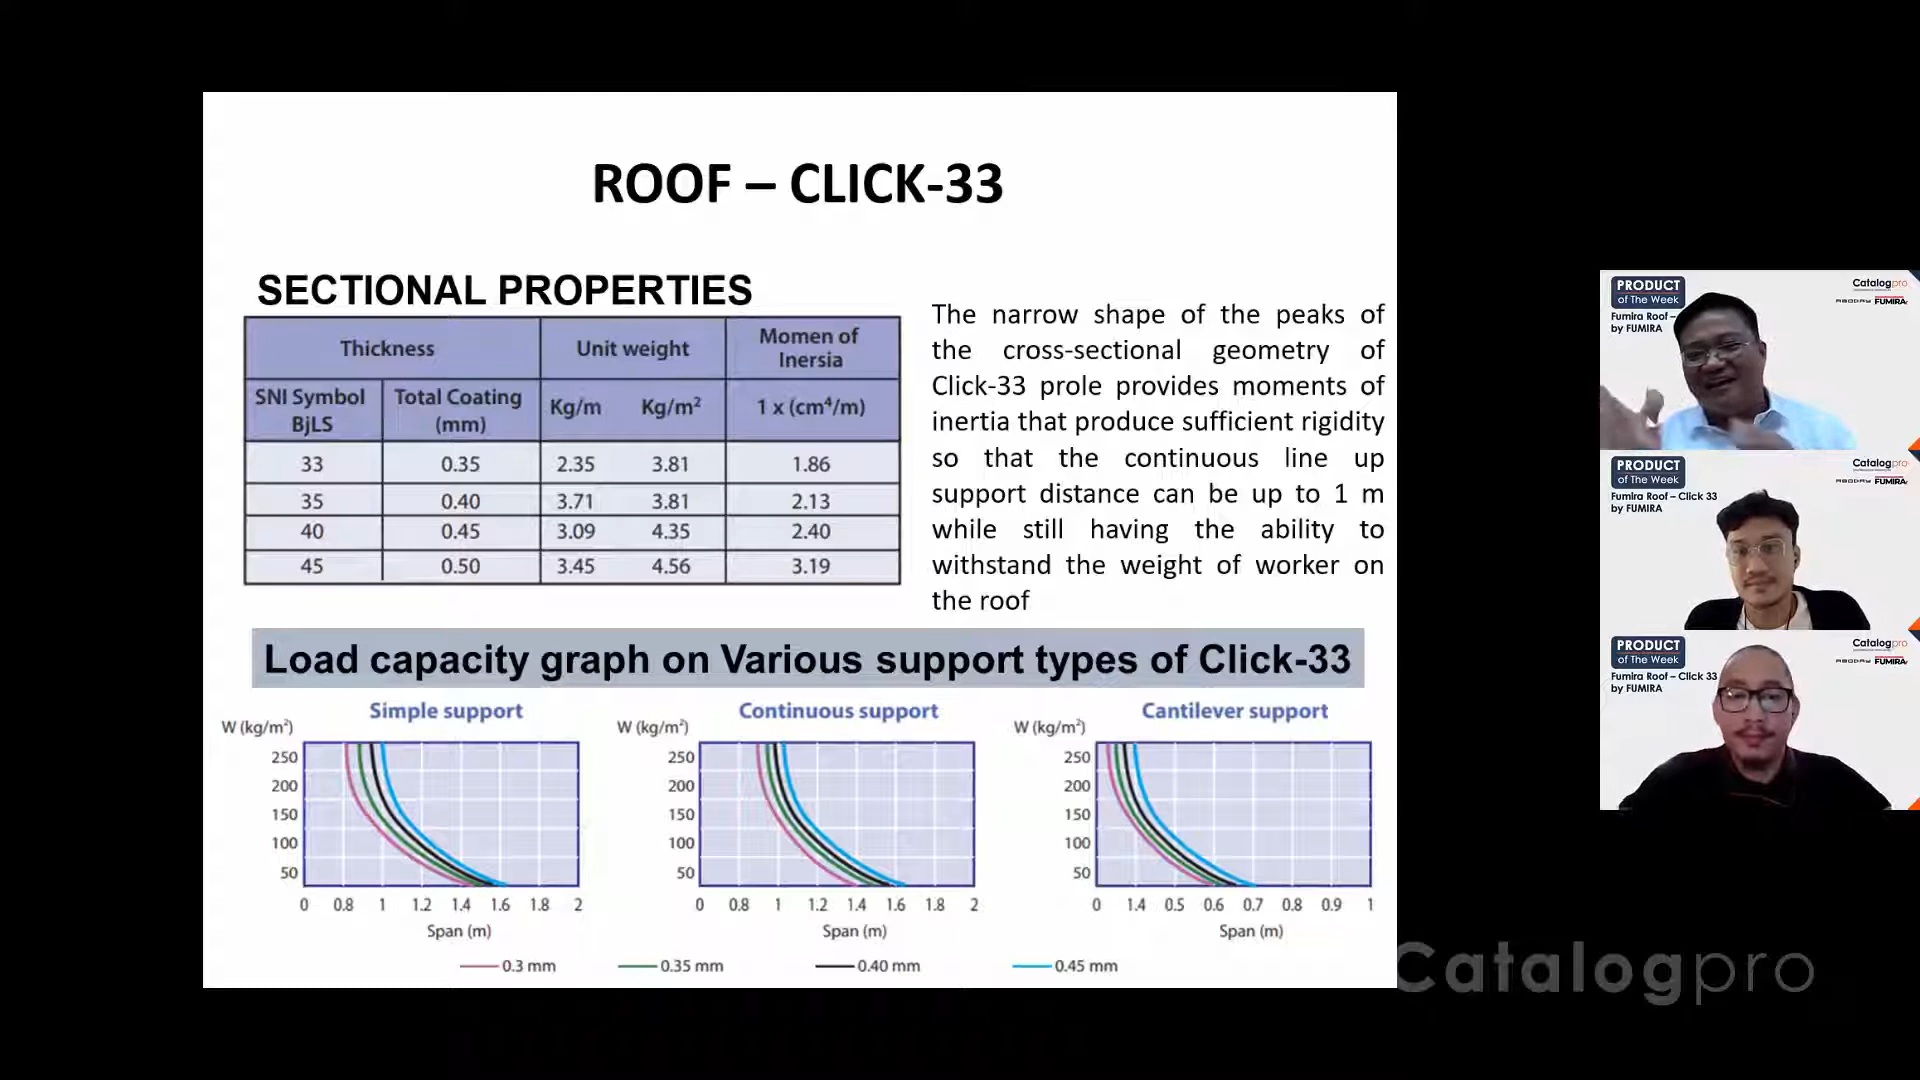 ROOF – CLICK-33
SECTIONAL PROPERTIES
Thickness Unit weight Momen of Inersia
SNI Symbol BjLS Total Coating (mm) Kg/m Kg/m² 1 x (cm⁴/m)
33 0.35 2.35 3.81 1.86
35 0.40 3.71 3.81 2.13
40 0.45 3.09 4.35 2.40
45 0.50 3.45 4.56 3.19
The narrow shape of the peaks of
the cross-sectional geometry of
Click-33 prole provides moments of
inertia that produce sufficient rigidity
so that the continuous line up
support distance can be up to 1 m
while still having the ability to
withstand the weight of worker on
the roof
Load capacity graph on Various support types of Click-33
Simple support
W (kg/m²)
250
200
150
100
50
0 0.8 1 1.2 1.4 1.6 1.8 2
Span (m)
Continuous support
W (kg/m²)
250
200
150
100
50
0 0.8 1 1.2 1.4 1.6 1.8 2
Span (m)
Cantilever support
W (kg/m²)
250
200
150
100
50
0 1.4 0.5 0.6 0.7 0.8 0.9 1
Span (m)
0.3 mm 0.35 mm 0.40 mm 0.45 mm
PRODUCT
of The Week
Catalogpro
FUMIRA
Fumira Roof –
by FUMIRA
PRODUCT
of The Week
Catalogpro
FUMIRA
Fumira Roof – Click 33
by FUMIRA
PRODUCT
of The Week
Catalogpro
FUMIRA
Fumira Roof – Click 33
by FUMIRA
Catalogpro